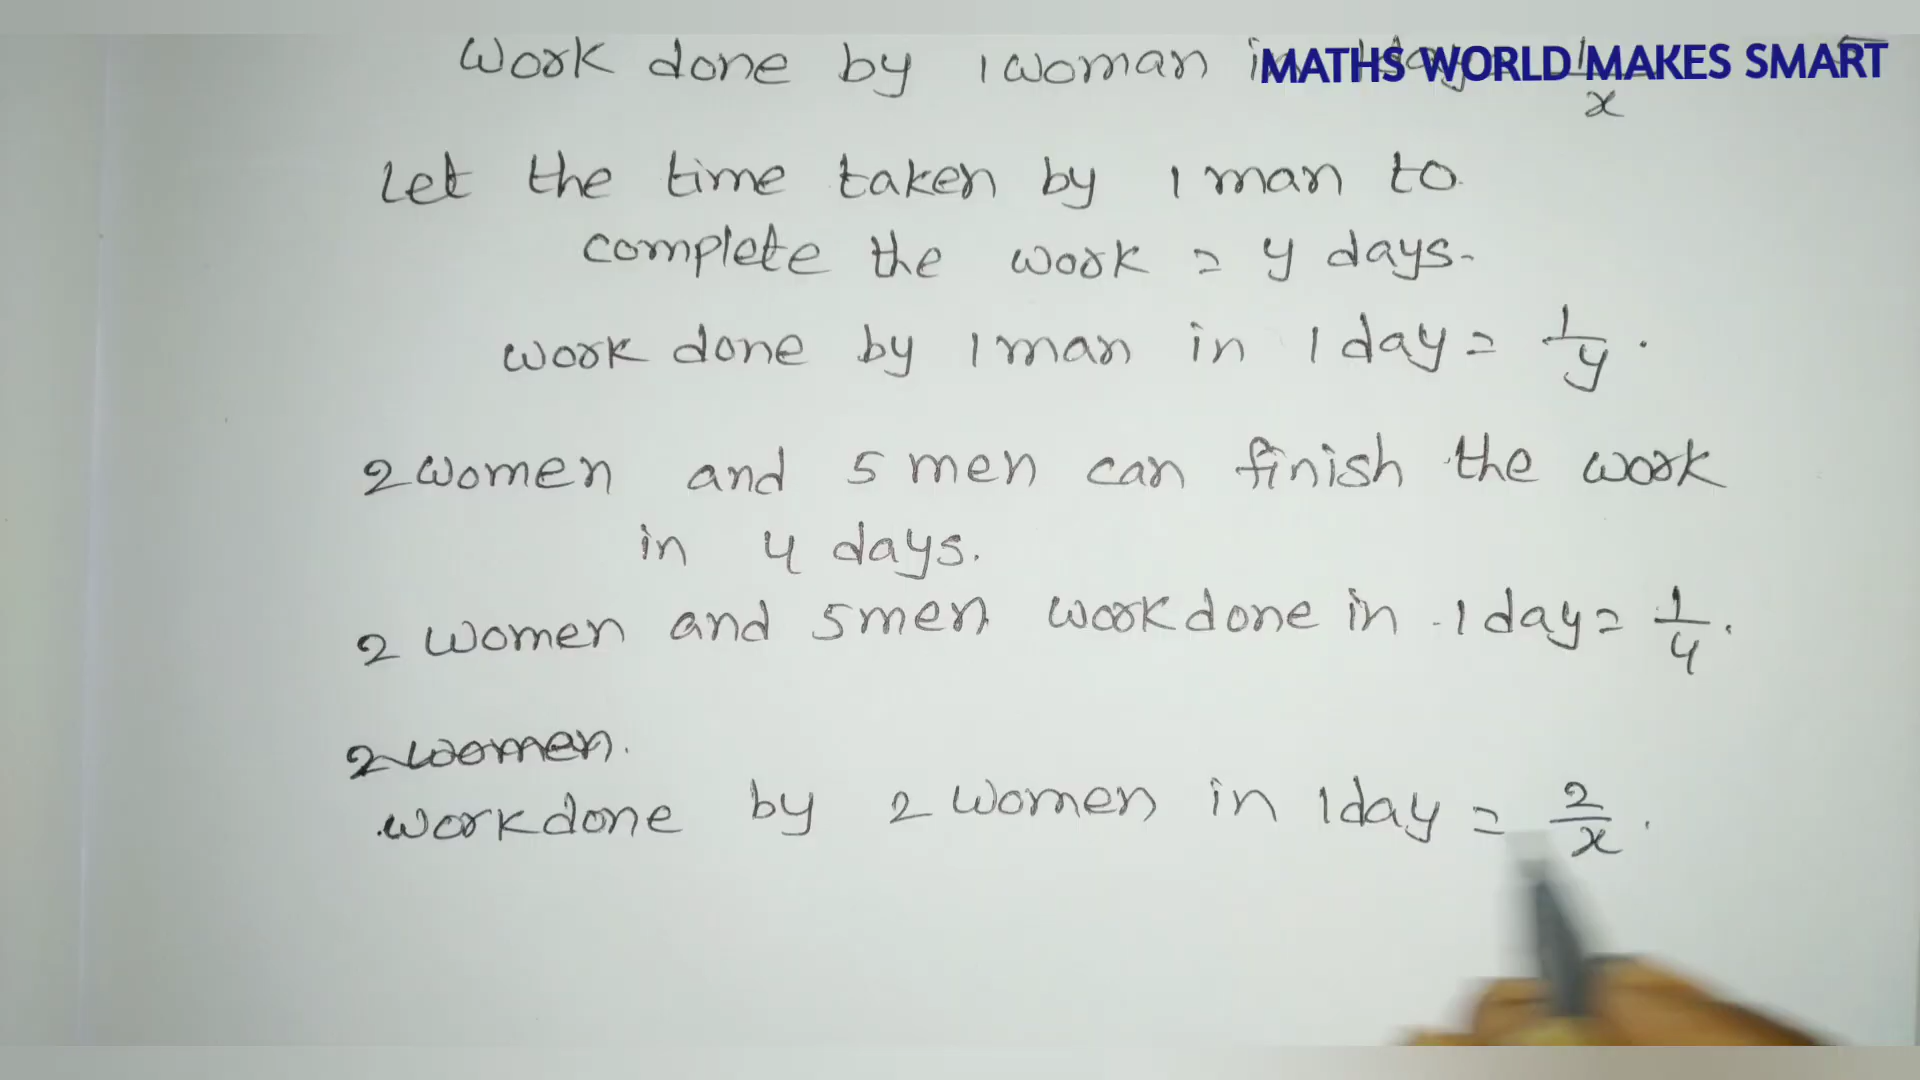 MATHS WORLD MAKES SMART
Work done by 1 woman in 1 day = 1/x
Let the time taken by 1 man to
complete the work = y days.
work done by 1 man in 1 day = 1/y.
2 women and 5 men can finish the work
in 4 days.
2 women and 5 men work done in 1 day = 1/4.
2 women.
work done by 2 women in 1 day = 2/x.